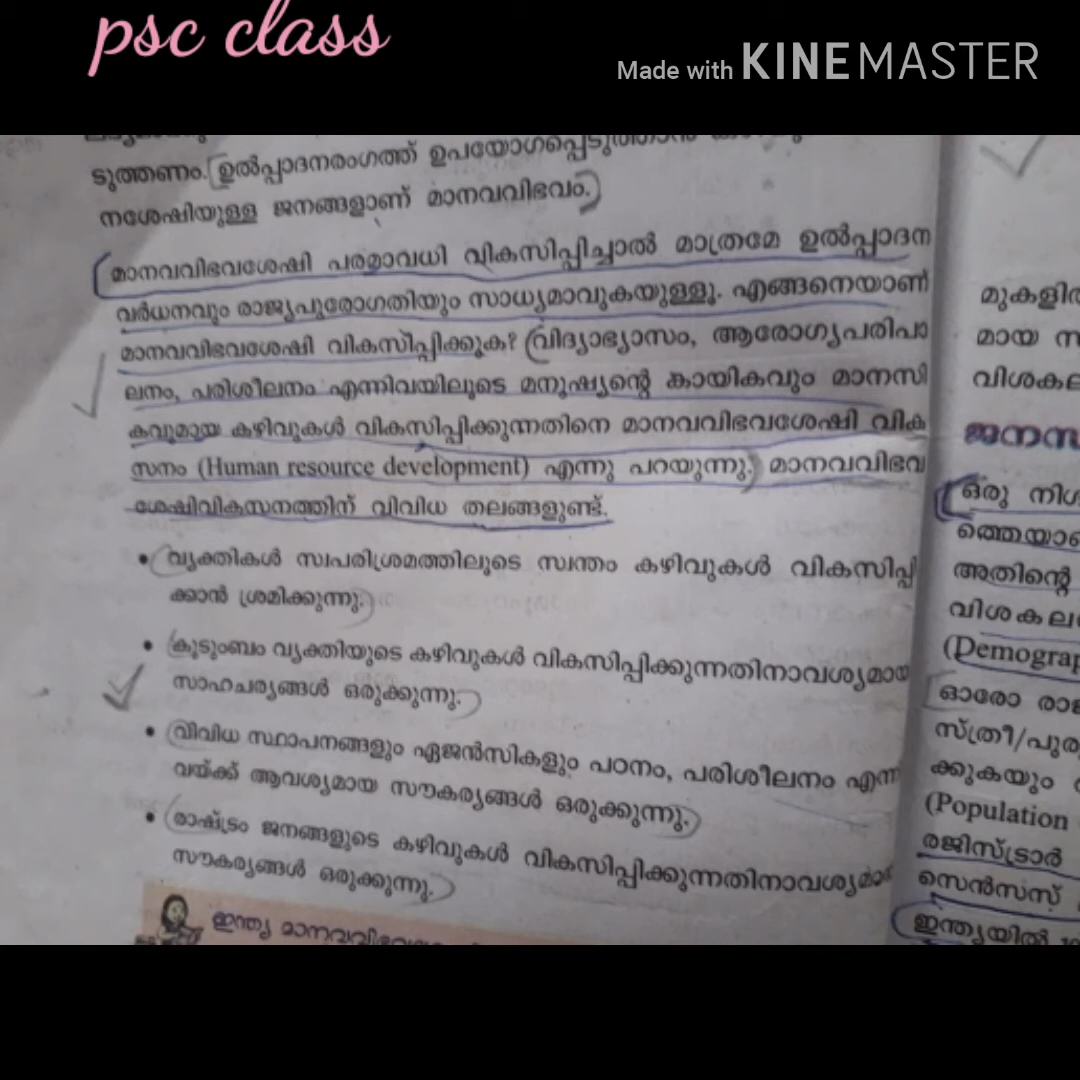 psc class
Made with KINEMASTER
ടുത്തണം. ഉൽപ്പാദനരംഗത്ത് ഉപയോഗപ്പെടുത്താൻ
നശേഷിയുള്ള ജനങ്ങളാണ് മാനവവിഭവം.
മാനവവിഭവശേഷി പരമാവധി വികസിപ്പിച്ചാൽ മാത്രമേ ഉൽപ്പാദന
വർധനവും രാജ്യപുരോഗതിയും സാധ്യമാവുകയുള്ളൂ. എങ്ങനെയാണ്
മാനവവിഭവശേഷി വികസിപ്പിക്കുക? വിദ്യാഭ്യാസം, ആരോഗ്യപരിപാ
ലനം, പരിശീലനം എന്നിവയിലൂടെ മനുഷ്യന്റെ കായികവും മാനസി
കവുമായ കഴിവുകൾ വികസിപ്പിക്കുന്നതിനെ മാനവവിഭവശേഷി വിക
സനം (Human resource development) എന്നു പറയുന്നു. മാനവവിഭവ
ശേഷിവികസനത്തിന് വിവിധ തലങ്ങളുണ്ട്.
• വ്യക്തികൾ സ്വപരിശ്രമത്തിലൂടെ സ്വന്തം കഴിവുകൾ വികസിപ്പി
ക്കാൻ ശ്രമിക്കുന്നു.
• കുടുംബം വ്യക്തിയുടെ കഴിവുകൾ വികസിപ്പിക്കുന്നതിനാവശ്യമായ
സാഹചര്യങ്ങൾ ഒരുക്കുന്നു.
• വിവിധ സ്ഥാപനങ്ങളും ഏജൻസികളും പഠനം, പരിശീലനം എന്നി
വയ്ക്ക് ആവശ്യമായ സൗകര്യങ്ങൾ ഒരുക്കുന്നു.
• രാഷ്ട്രം ജനങ്ങളുടെ കഴിവുകൾ വികസിപ്പിക്കുന്നതിനാവശ്യമായ
സൗകര്യങ്ങൾ ഒരുക്കുന്നു.
ഇന്ത്യ
മുകളിൽ
മായ
വിശകല
ജനസ
ഒരു നിശ
ത്തെയാണ
അതിന്റെ
വിശകല
(Demograp
ഓരോ രാജ
സ്ത്രീ/പുരു
ക്കുകയും
(Population
രജിസ്ട്രാർ
സെൻസസ്
ഇന്ത്യയിൽ